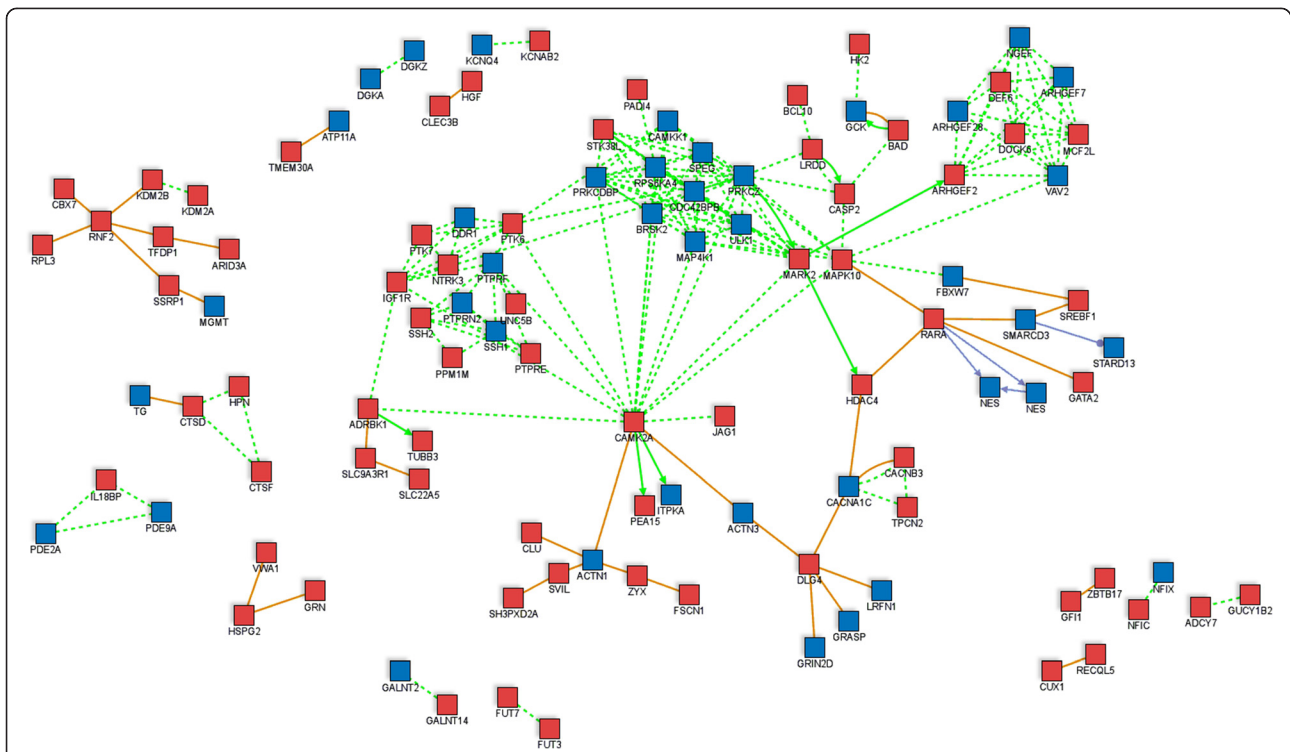 NGEF
KCNQ4
KCNAB2
HK2
DGKZ
DGKA
HGF
CLEC3B
DEF6
ARHGEF7
PADI4
BCL10
ATP11A
TMEM30A
CAMKK1
GCK
BAD
ARHGEF28
STK38L
SPEG
LRDD
DOCK6
MCF2L
RPS6KA4
PRKCDBP
PRKCZ
CDC42BPB
CASP2
ARHGEF2
VAV2
CBX7
KDM2B
KDM2A
RNF2
BRSK2
ULK1
DDR1
PTK6
PTK7
RPL3
TFDP1
ARID3A
MAP4K1
MARK2
MAPK10
NTRK3
PTPRF
IGF1R
SSRP1
MGMT
FBXW7
SREBF1
PTPRN2
UNC5B
SSH2
SSH1
RARA
SMARCD3
STARD13
PPM1M
PTPRE
HDAC4
NES
NES
GATA2
TG
CTSD
HPN
ADRBK1
TUBB3
CAMK2A
JAG1
SLC9A3R1
SLC22A5
CACNB3
CTSF
IL18BP
PDE9A
PDE2A
CACNA1C
TPCN2
PEA15
ITPKA
ACTN3
CLU
VWA1
ACTN1
DLG4
SVIL
ZYX
GRN
SH3PXD2A
FSCN1
LRFN1
HSPG2
GRASP
GRIN2D
ZBTB17
GFI1
NFIX
NFIC
ADCY7
GUCY1B2
RECQL5
CUX1
GALNT2
GALNT14
FUT7
FUT3